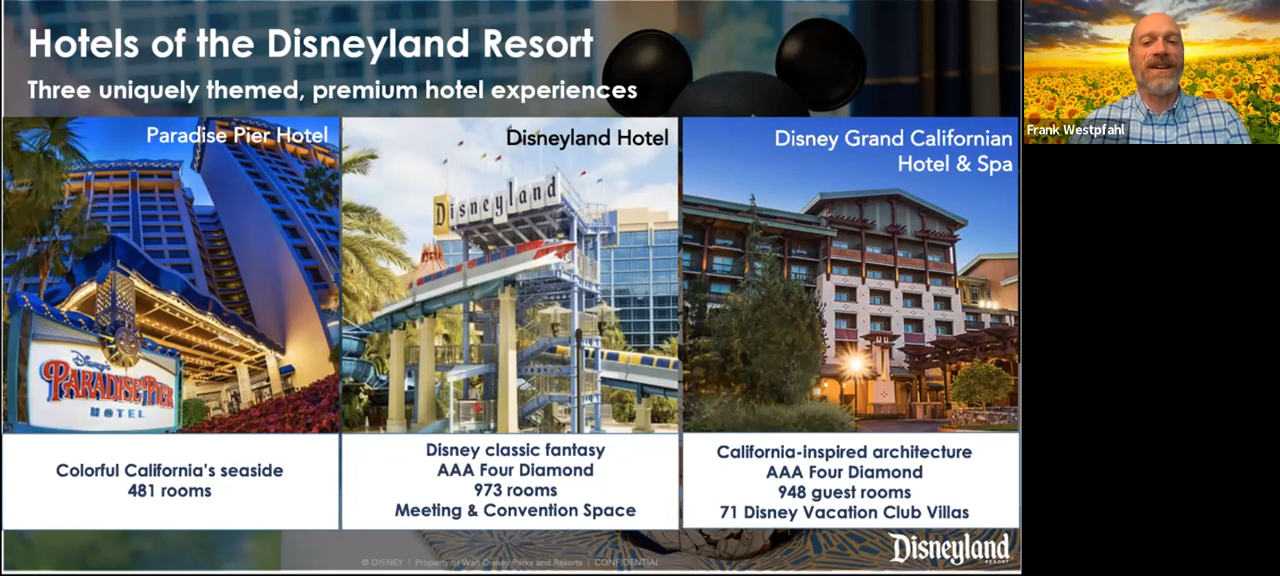 Hotels of the Disneyland Resort
Three uniquely themed, premium hotel experiences
Paradise Pier Hotel
Disneyland Hotel
Disney Grand Californian
Hotel & Spa
Disneyland
Disney's
PARADISE PIER
HOTEL
Colorful California's seaside
481 rooms
Disney classic fantasy
AAA Four Diamond
973 rooms
Meeting & Convention Space
California-inspired architecture
AAA Four Diamond
948 guest rooms
71 Disney Vacation Club Villas
© DISNEY | Property of Walt Disney Parks and Resorts | CONFIDENTIAL
Disneyland
RESORT
Frank Westpfahl